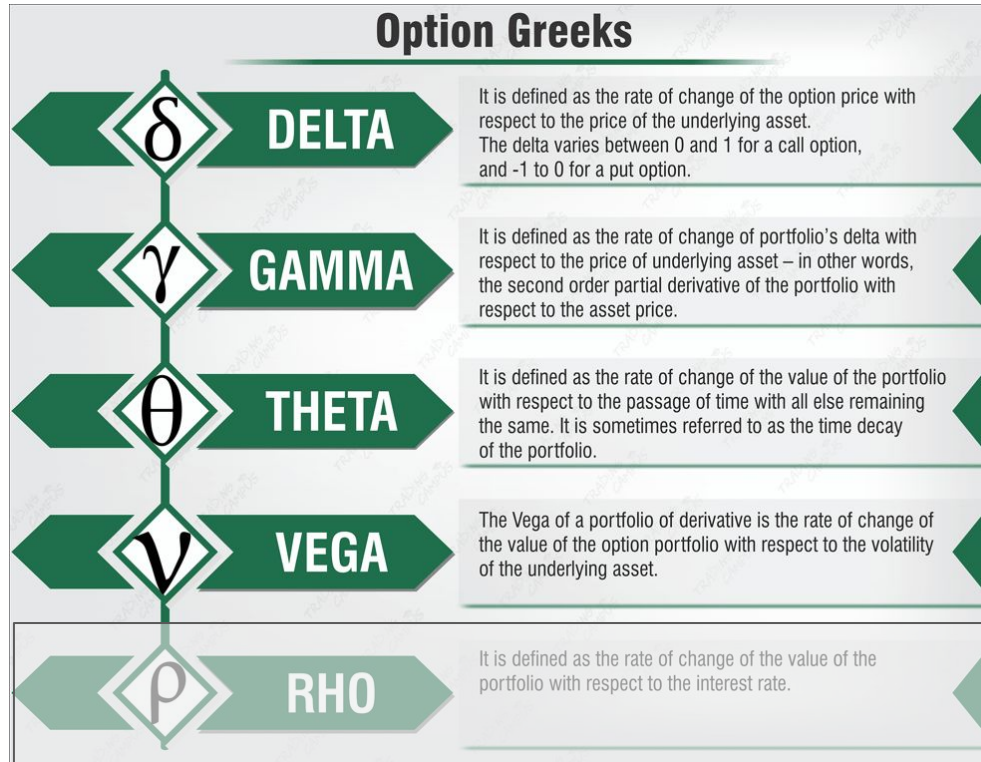 Option Greeks
δ
DELTA
It is defined as the rate of change of the option price with
respect to the price of the underlying asset.
The delta varies between 0 and 1 for a call option,
and -1 to 0 for a put option.
γ
GAMMA
It is defined as the rate of change of portfolio’s delta with
respect to the price of underlying asset – in other words,
the second order partial derivative of the portfolio with
respect to the asset price.
θ
THETA
It is defined as the rate of change of the value of the portfolio
with respect to the passage of time with all else remaining
the same. It is sometimes referred to as the time decay
of the portfolio.
ν
VEGA
The Vega of a portfolio of derivative is the rate of change of
the value of the option portfolio with respect to the volatility
of the underlying asset.
ρ
RHO
It is defined as the rate of change of the value of the
portfolio with respect to the interest rate.
TRADING
CAMPUS